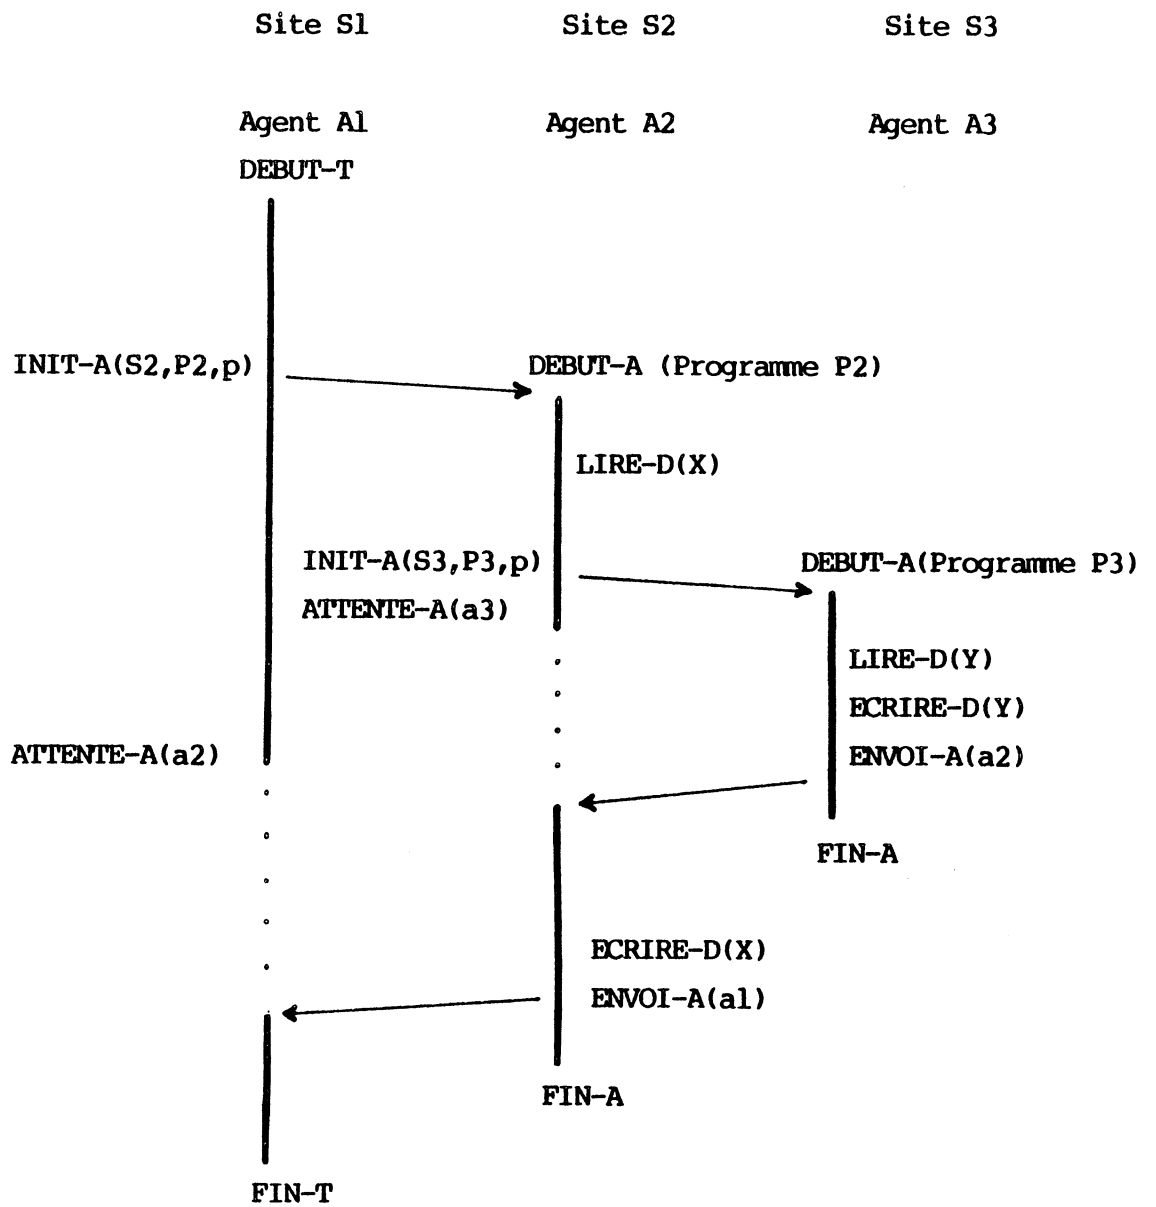 Site S1 Site S2 Site S3
Agent A1 Agent A2 Agent A3
DEBUT-T
INIT-A(S2,P2,p) DEBUT-A (Programme P2)
LIRE-D(X)
INIT-A(S3,P3,p) DEBUT-A(Programme P3)
ATTENTE-A(a3)
LIRE-D(Y)
ECRIRE-D(Y)
ATTENTE-A(a2) ENVOI-A(a2)
FIN-A
ECRIRE-D(X)
ENVOI-A(a1)
FIN-A
FIN-T